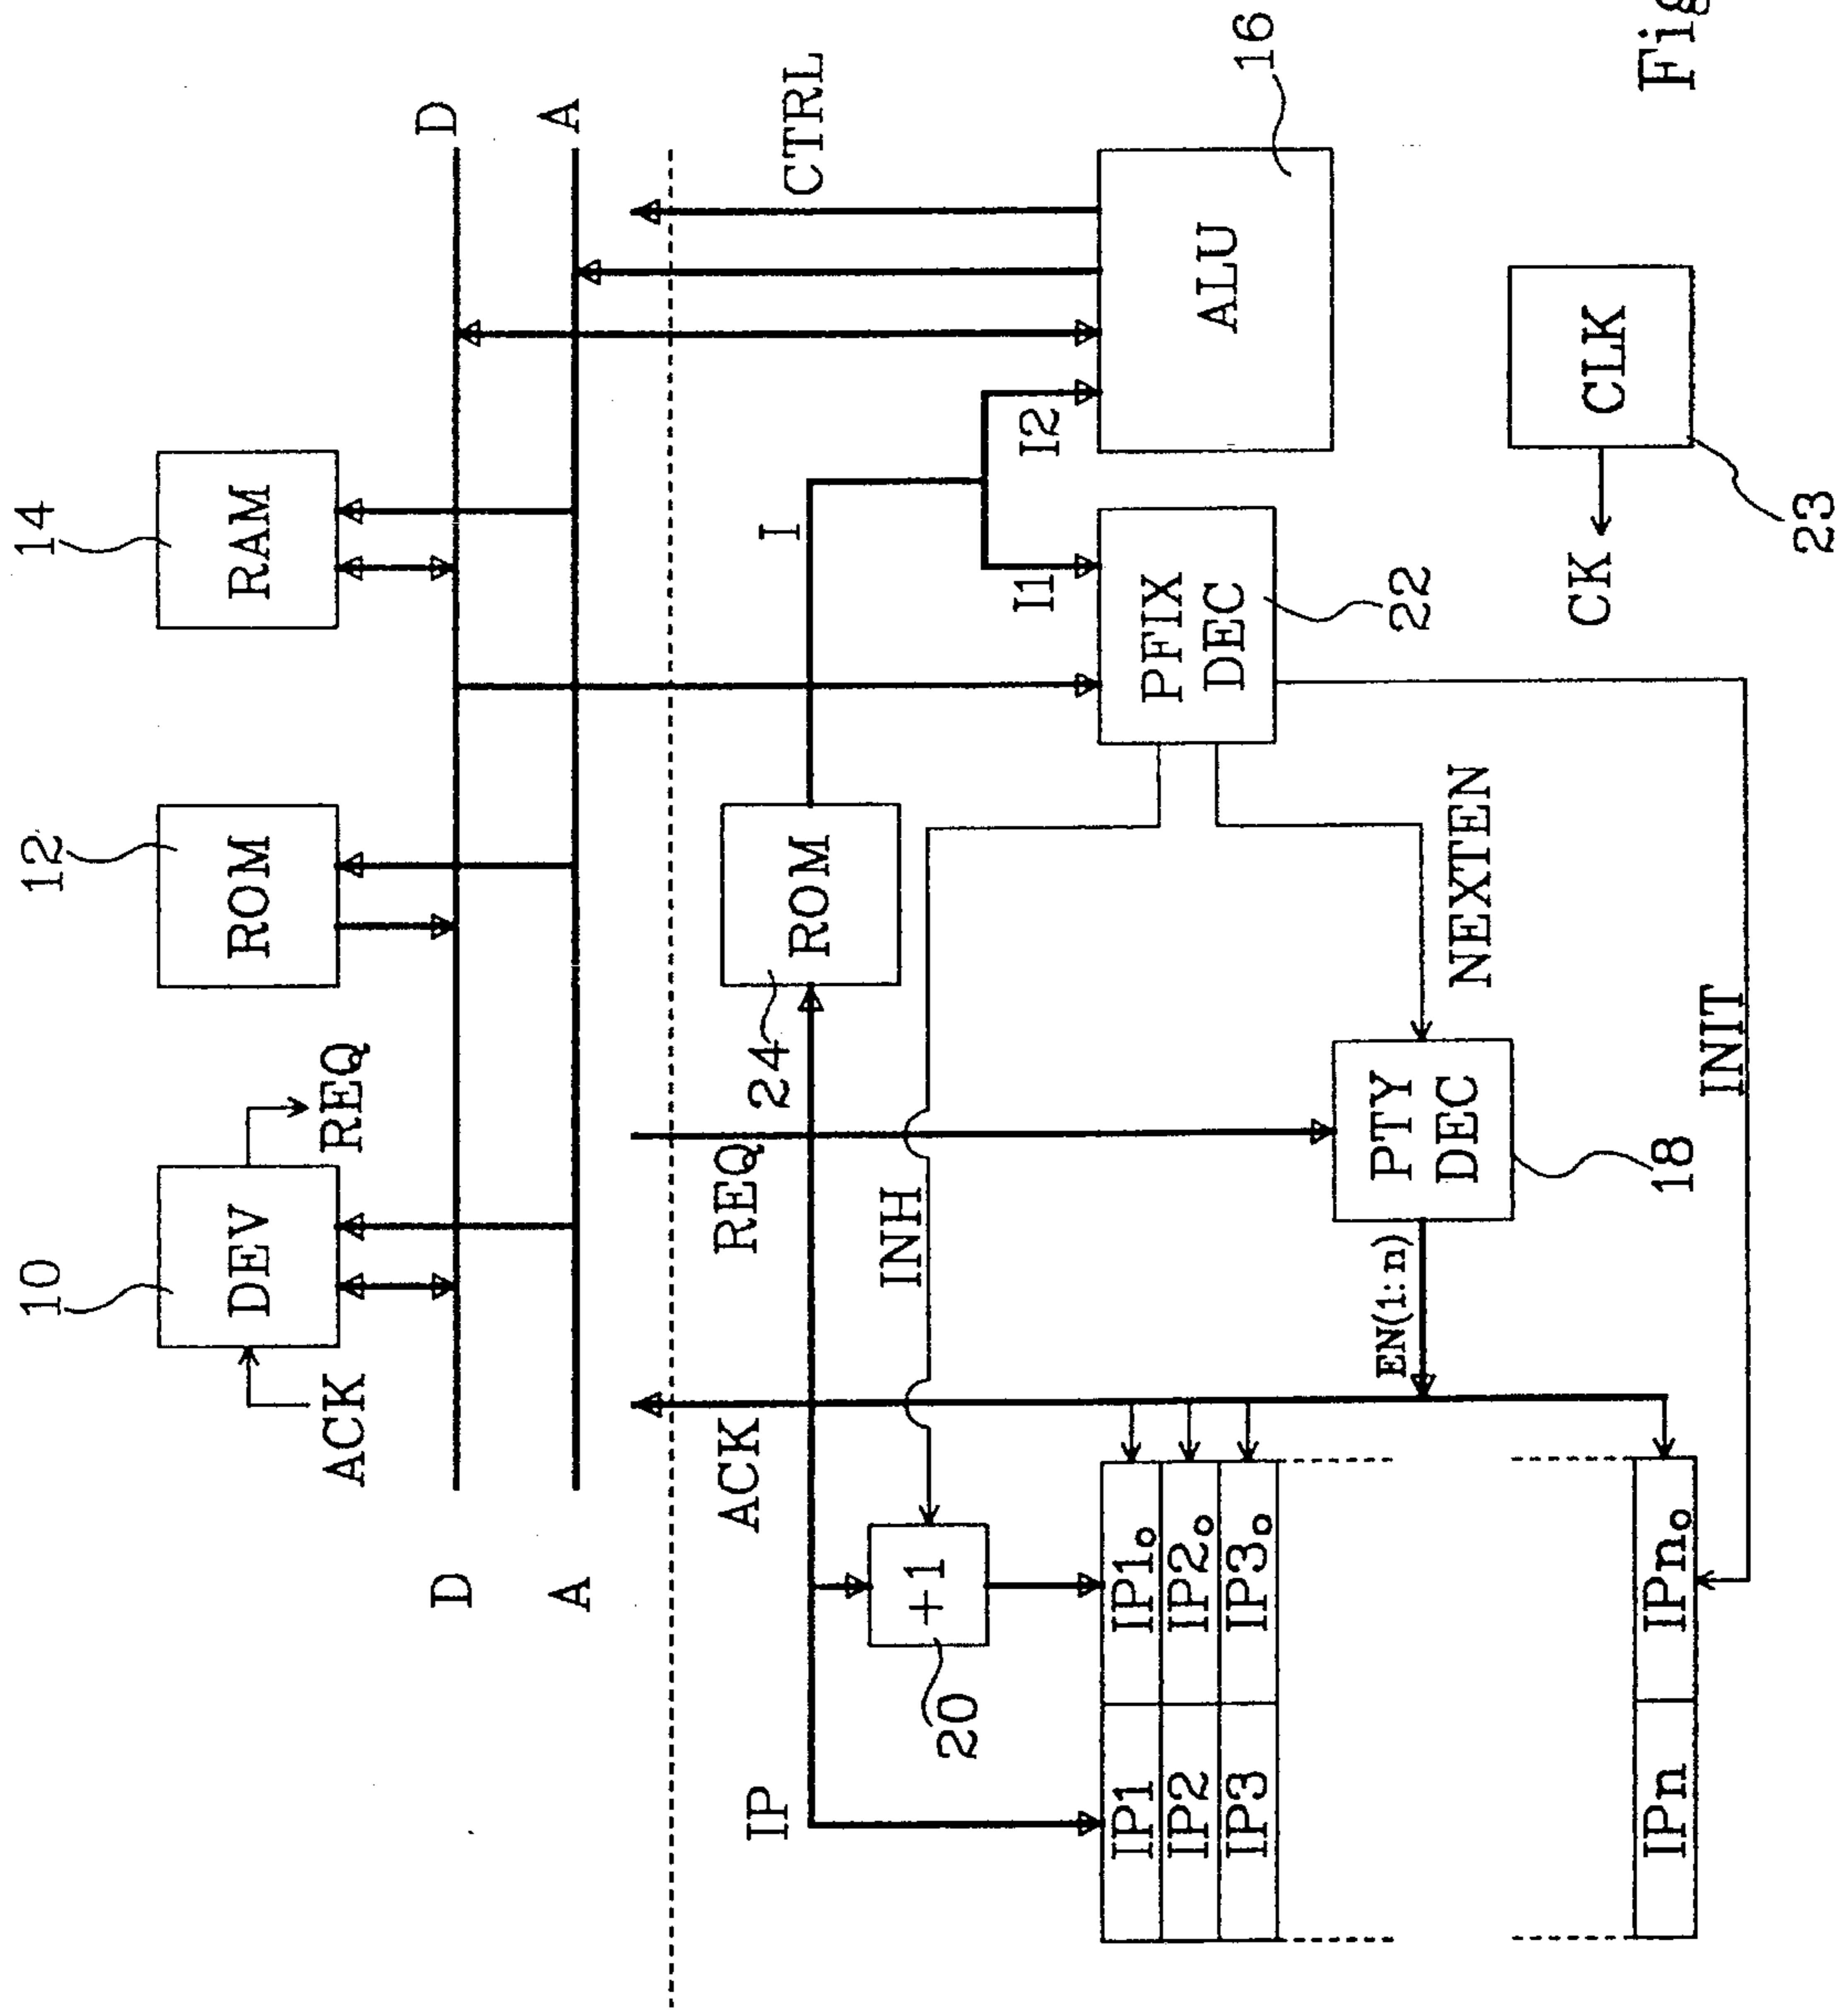 10
12
14
DEV
ROM
RAM
ACK
REQ
D
D
A
A
IP
ACK
REQ
24
ROM
I
CTRL
INH
20
+1
I1
I2
IP1
IP1o
IP2
IP2o
IP3
IP3o
IPn
IPno
EN(1:n)
PTY
DEC
18
NEXTEN
PFIX
DEC
22
ALU
16
INIT
CK
CLK
23
Fig